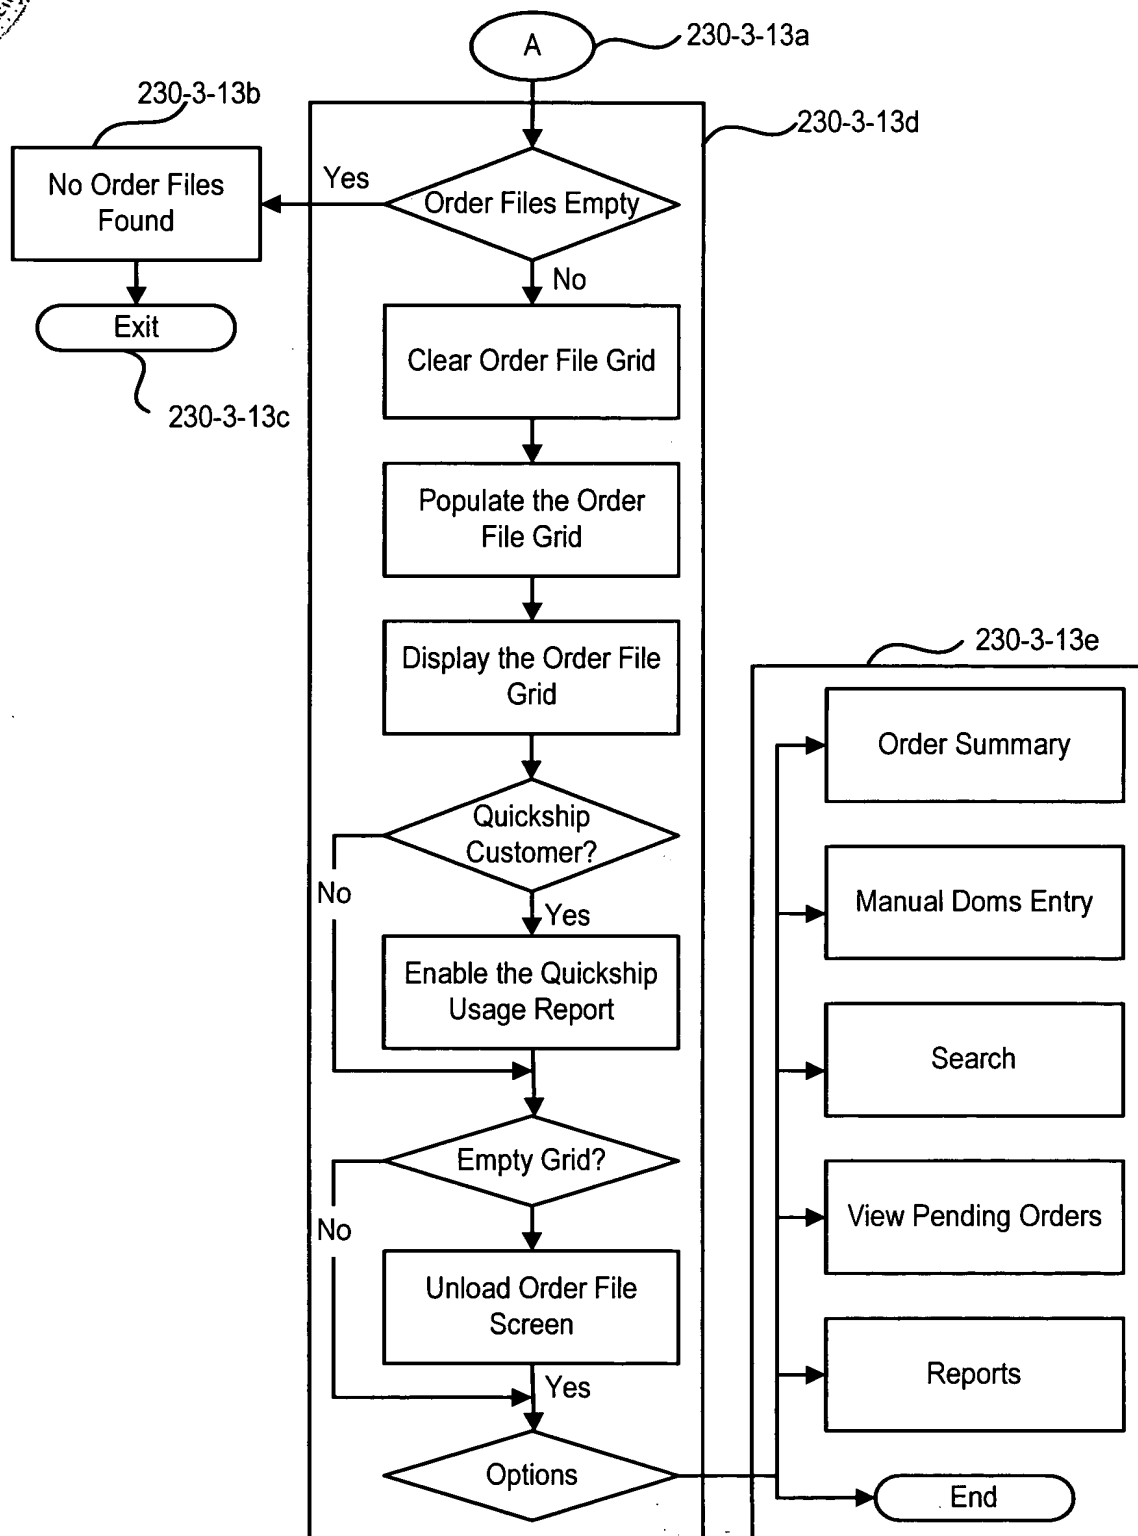 A
230-3-13a
230-3-13b
230-3-13d
No Order Files
Found
Yes
Order Files Empty
No
Exit
230-3-13c
Clear Order File Grid
Populate the Order
File Grid
Display the Order File
Grid
230-3-13e
Order Summary
Quickship
Customer?
No
Yes
Manual Doms Entry
Enable the Quickship
Usage Report
Search
Empty Grid?
No
View Pending Orders
Unload Order File
Screen
Yes
Reports
Options
End